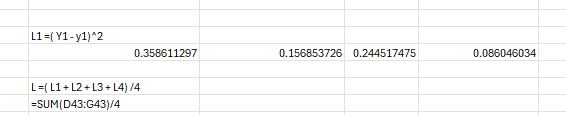 L1 =( Y1 - y1)^2
0.358611297 0.156853726 0.244517475 0.086046034
L =( L1 + L2 + L3 + L4) /4
=SUM(D43:G43)/4